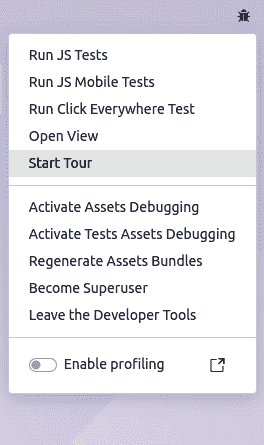 Run JS Tests
Run JS Mobile Tests
Run Click Everywhere Test
Open View
Start Tour
Activate Assets Debugging
Activate Tests Assets Debugging
Regenerate Assets Bundles
Become Superuser
Leave the Developer Tools
Enable profiling